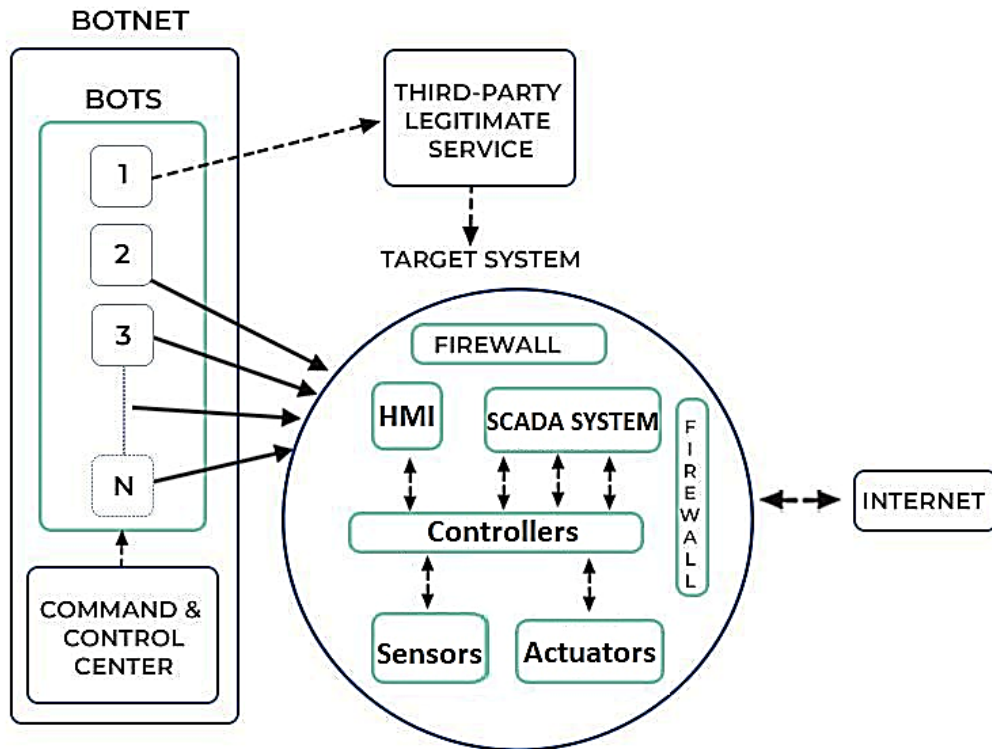 BOTNET
BOTS
1
2
3
N
COMMAND &
CONTROL
CENTER
THIRD-PARTY
LEGITIMATE
SERVICE
TARGET SYSTEM
FIREWALL
HMI
SCADA SYSTEM
FIREWALL
Controllers
Sensors
Actuators
INTERNET